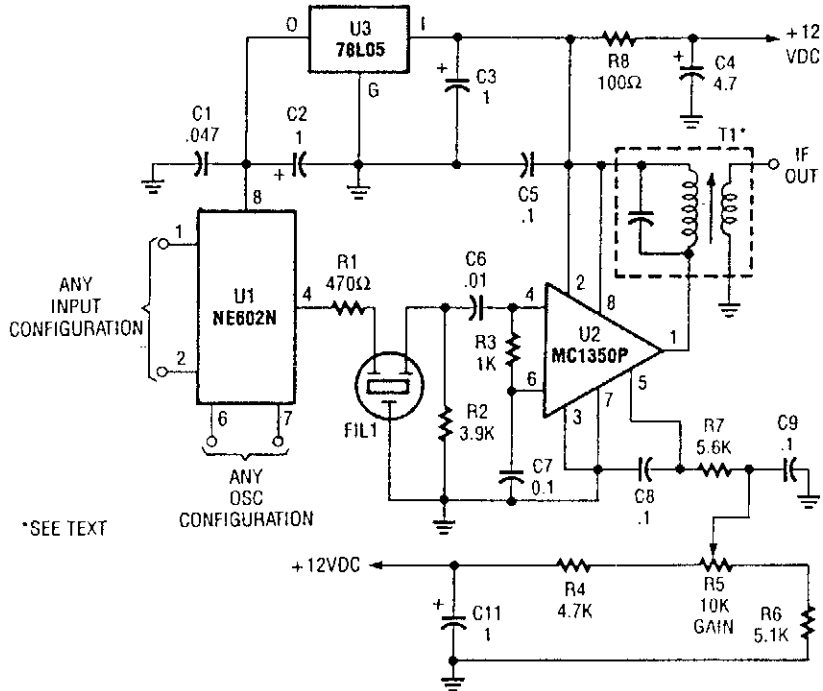 O
U3
78L05
I
G
+12
VDC
R8
100Ω
+
C4
4.7
+
C3
1
C1
.047
C2
1
+
C5
.1
T1*
IF
OUT
8
1
2
ANY
INPUT
CONFIGURATION
U1
NE602N
4
R1
470Ω
6
7
ANY
OSC
CONFIGURATION
FIL1
C6
.01
R3
1K
R2
3.9K
C7
0.1
4
6
2
8
U2
MC1350P
1
5
3
7
R7
5.6K
C9
.1
C8
.1
*SEE TEXT
+12VDC
R4
4.7K
R5
10K
GAIN
R6
5.1K
+
C11
1